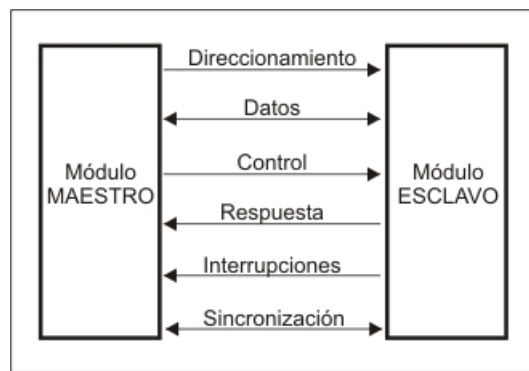 Direccionamiento
Datos
Control
Módulo
MAESTRO
Módulo
ESCLAVO
Respuesta
Interrupciones
Sincronización